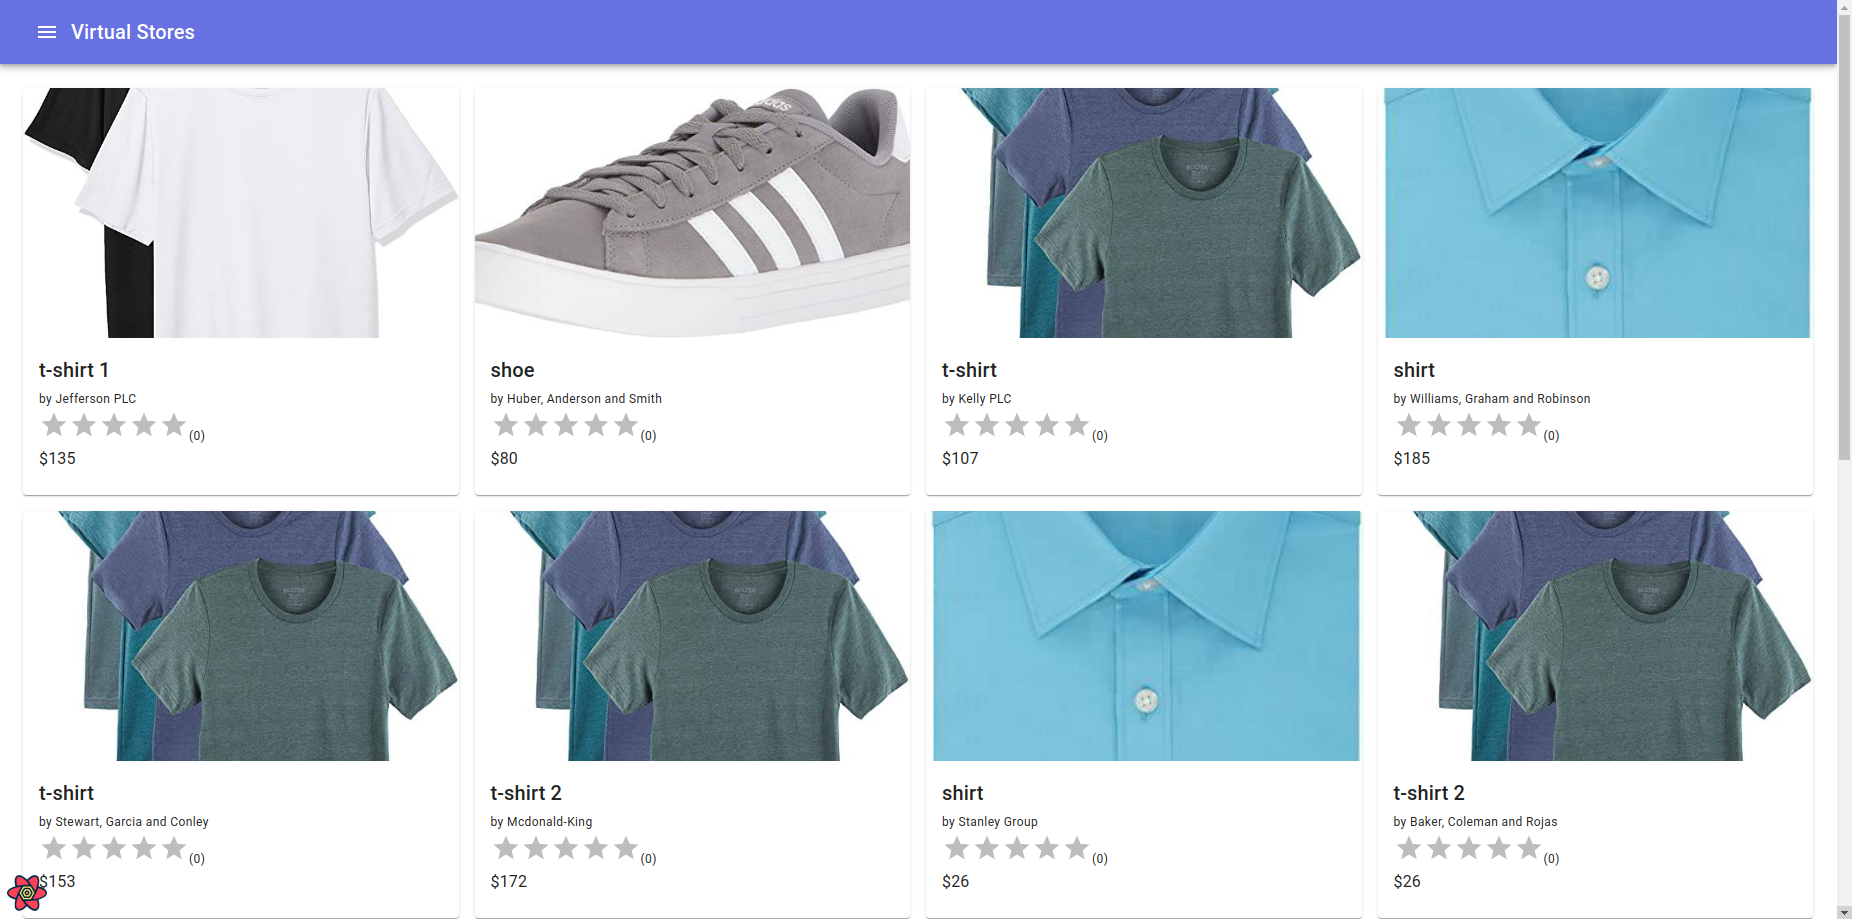 Virtual Stores
t-shirt 1
by Jefferson PLC
(0)
$135
shoe
by Huber, Anderson and Smith
(0)
$80
t-shirt
by Kelly PLC
(0)
$107
shirt
by Williams, Graham and Robinson
(0)
$185
t-shirt
by Stewart, Garcia and Conley
(0)
$153
t-shirt 2
by Mcdonald-King
(0)
$172
shirt
by Stanley Group
(0)
$26
t-shirt 2
by Baker, Coleman and Rojas
(0)
$26